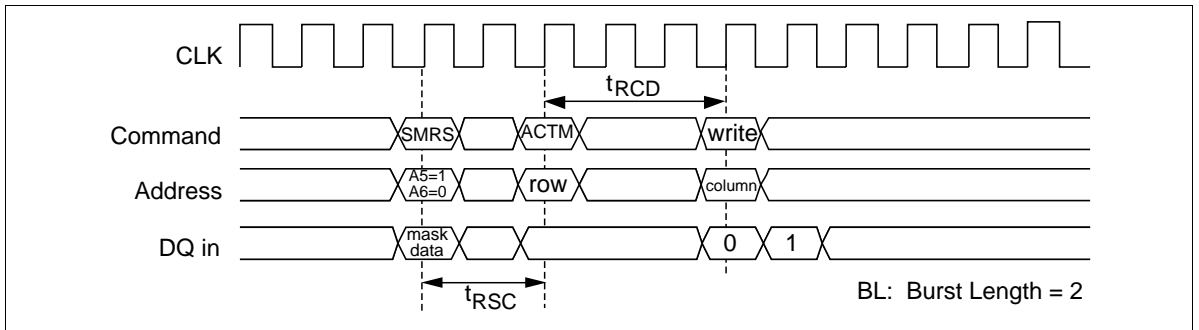 CLK
tRCD
Command SMRS ACTM write
Address A5=1 A6=0 row column
DQ in mask data 0 1
tRSC
BL: Burst Length = 2